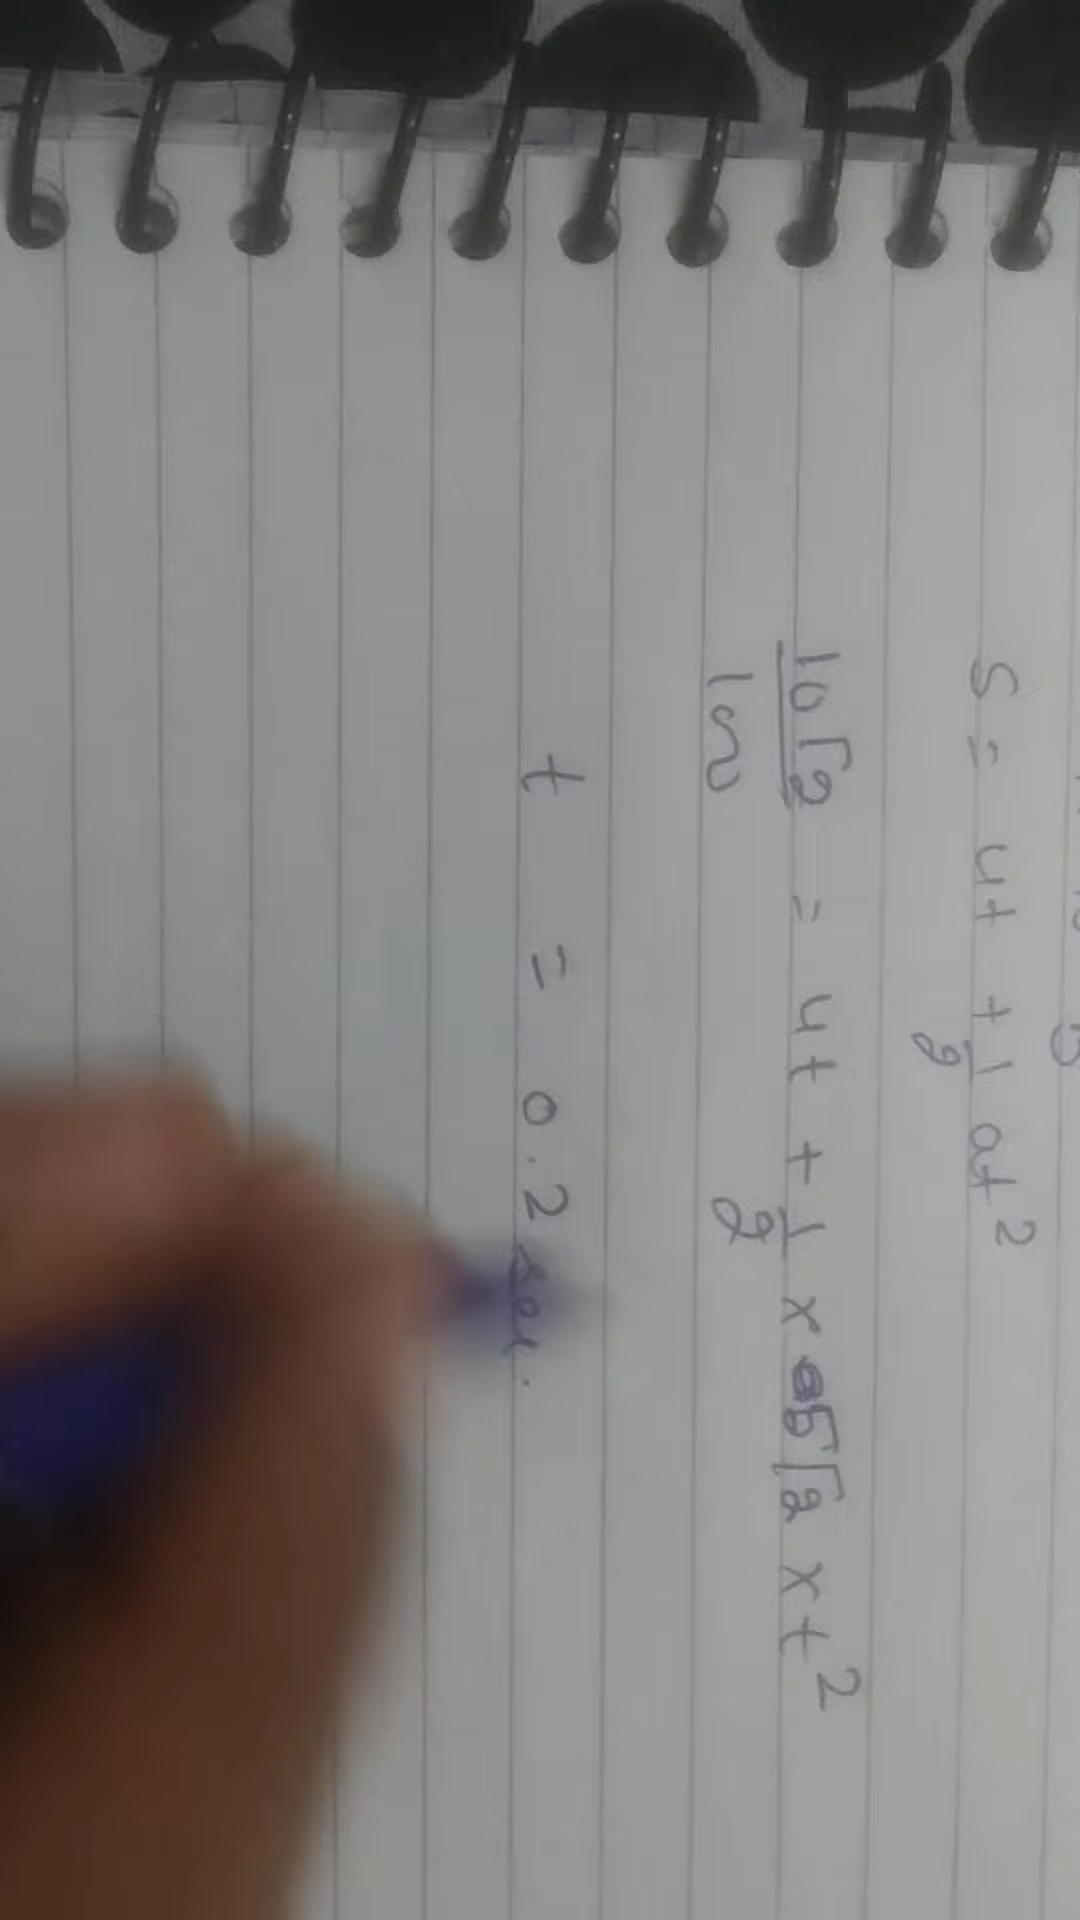 S = ut + 1/2 at²
10√2/100 = ut + 1/2 × 5√2 × t²
t = 0.2 sec.